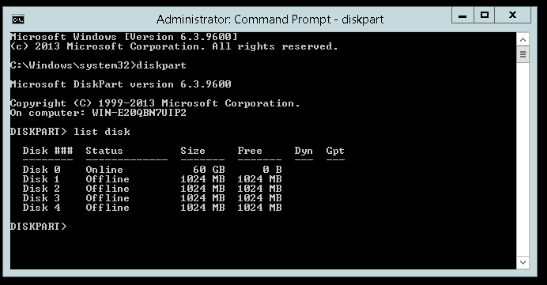 Administrator: Command Prompt - diskpart
Microsoft Windows [Version 6.3.9600]
(c) 2013 Microsoft Corporation. All rights reserved.
C:\Windows\system32>diskpart
Microsoft DiskPart version 6.3.9600
Copyright (C) 1999-2013 Microsoft Corporation.
On computer: WIN-E20QBN7UIP2
DISKPART> list disk
Disk ### Status Size Free Dyn Gpt
-------- ------------- ------- ------- --- ---
Disk 0 Online 60 GB 0 B
Disk 1 Offline 1024 MB 1024 MB
Disk 2 Offline 1024 MB 1024 MB
Disk 3 Offline 1024 MB 1024 MB
Disk 4 Offline 1024 MB 1024 MB
DISKPART>